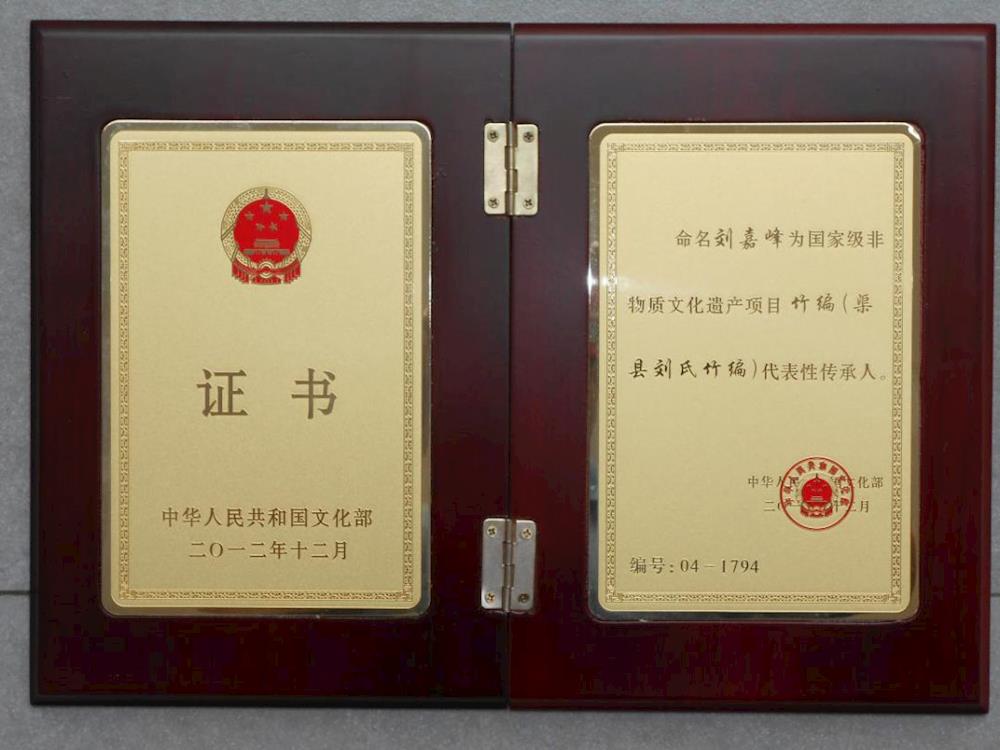 证书
中华人民共和国文化部
二〇一二年十二月
命名刘嘉峰为国家级非
物质文化遗产项目竹编（渠
县刘氏竹编）代表性传承人。
中华人民共和国文化部
二〇一二年十二月
编号：04－1794